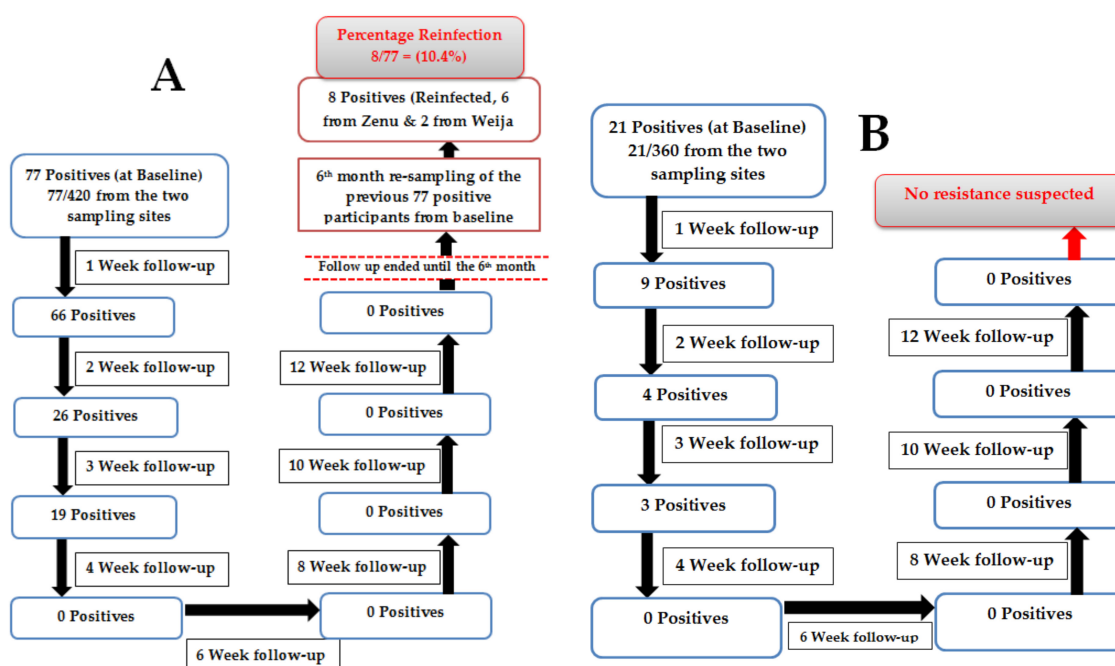 A
77 Positives (at Baseline)
77/420 from the two
sampling sites
1 Week follow-up
66 Positives
2 Week follow-up
26 Positives
3 Week follow-up
19 Positives
4 Week follow-up
0 Positives
6 Week follow-up
0 Positives
8 Week follow-up
0 Positives
10 Week follow-up
0 Positives
12 Week follow-up
0 Positives
Follow up ended until the 6th month
6th month re-sampling of the
previous 77 positive
participants from baseline
8 Positives (Reinfected, 6
from Zenu & 2 from Weija
Percentage Reinfection
8/77 = (10.4%)
B
21 Positives (at Baseline)
21/360 from the two
sampling sites
1 Week follow-up
9 Positives
2 Week follow-up
4 Positives
3 Week follow-up
3 Positives
4 Week follow-up
0 Positives
6 Week follow-up
0 Positives
8 Week follow-up
0 Positives
10 Week follow-up
0 Positives
12 Week follow-up
0 Positives
No resistance suspected